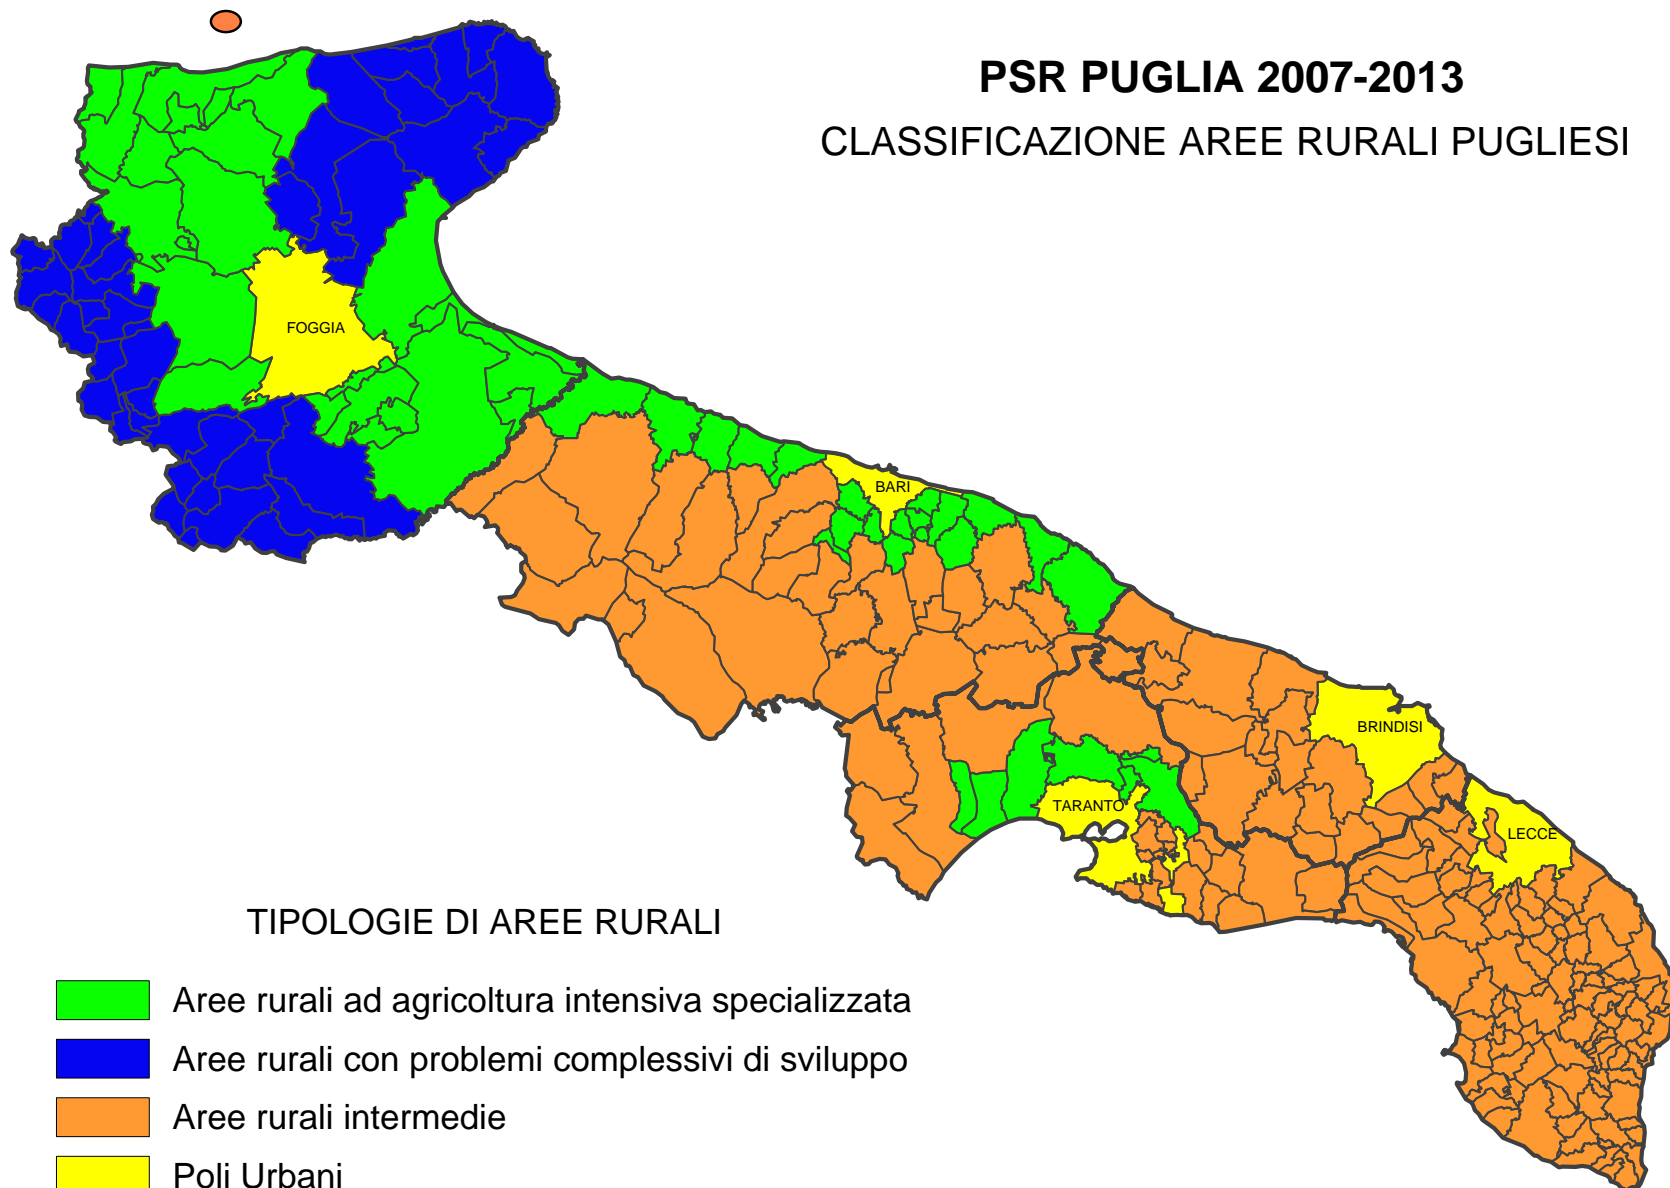 PSR PUGLIA 2007-2013
CLASSIFICAZIONE AREE RURALI PUGLIESI
FOGGIA
BARI
BRINDISI
TARANTO
LECCE
TIPOLOGIE DI AREE RURALI
Aree rurali ad agricoltura intensiva specializzata
Aree rurali con problemi complessivi di sviluppo
Aree rurali intermedie
Poli Urbani